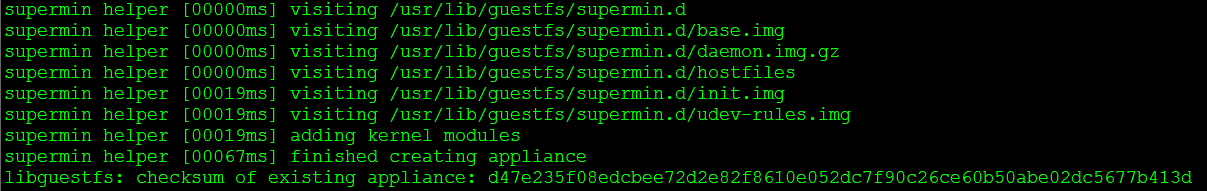 supermin helper [00000ms] visiting /usr/lib/guestfs/supermin.d
supermin helper [00000ms] visiting /usr/lib/guestfs/supermin.d/base.img
supermin helper [00000ms] visiting /usr/lib/guestfs/supermin.d/daemon.img.gz
supermin helper [00000ms] visiting /usr/lib/guestfs/supermin.d/hostfiles
supermin helper [00019ms] visiting /usr/lib/guestfs/supermin.d/init.img
supermin helper [00019ms] visiting /usr/lib/guestfs/supermin.d/udev-rules.img
supermin helper [00019ms] adding kernel modules
supermin helper [00067ms] finished creating appliance
libguestfs: checksum of existing appliance: d47e235f08edcbee72d2e82f8610e052dc7f90c26ce60b50abe02dc5677b413d